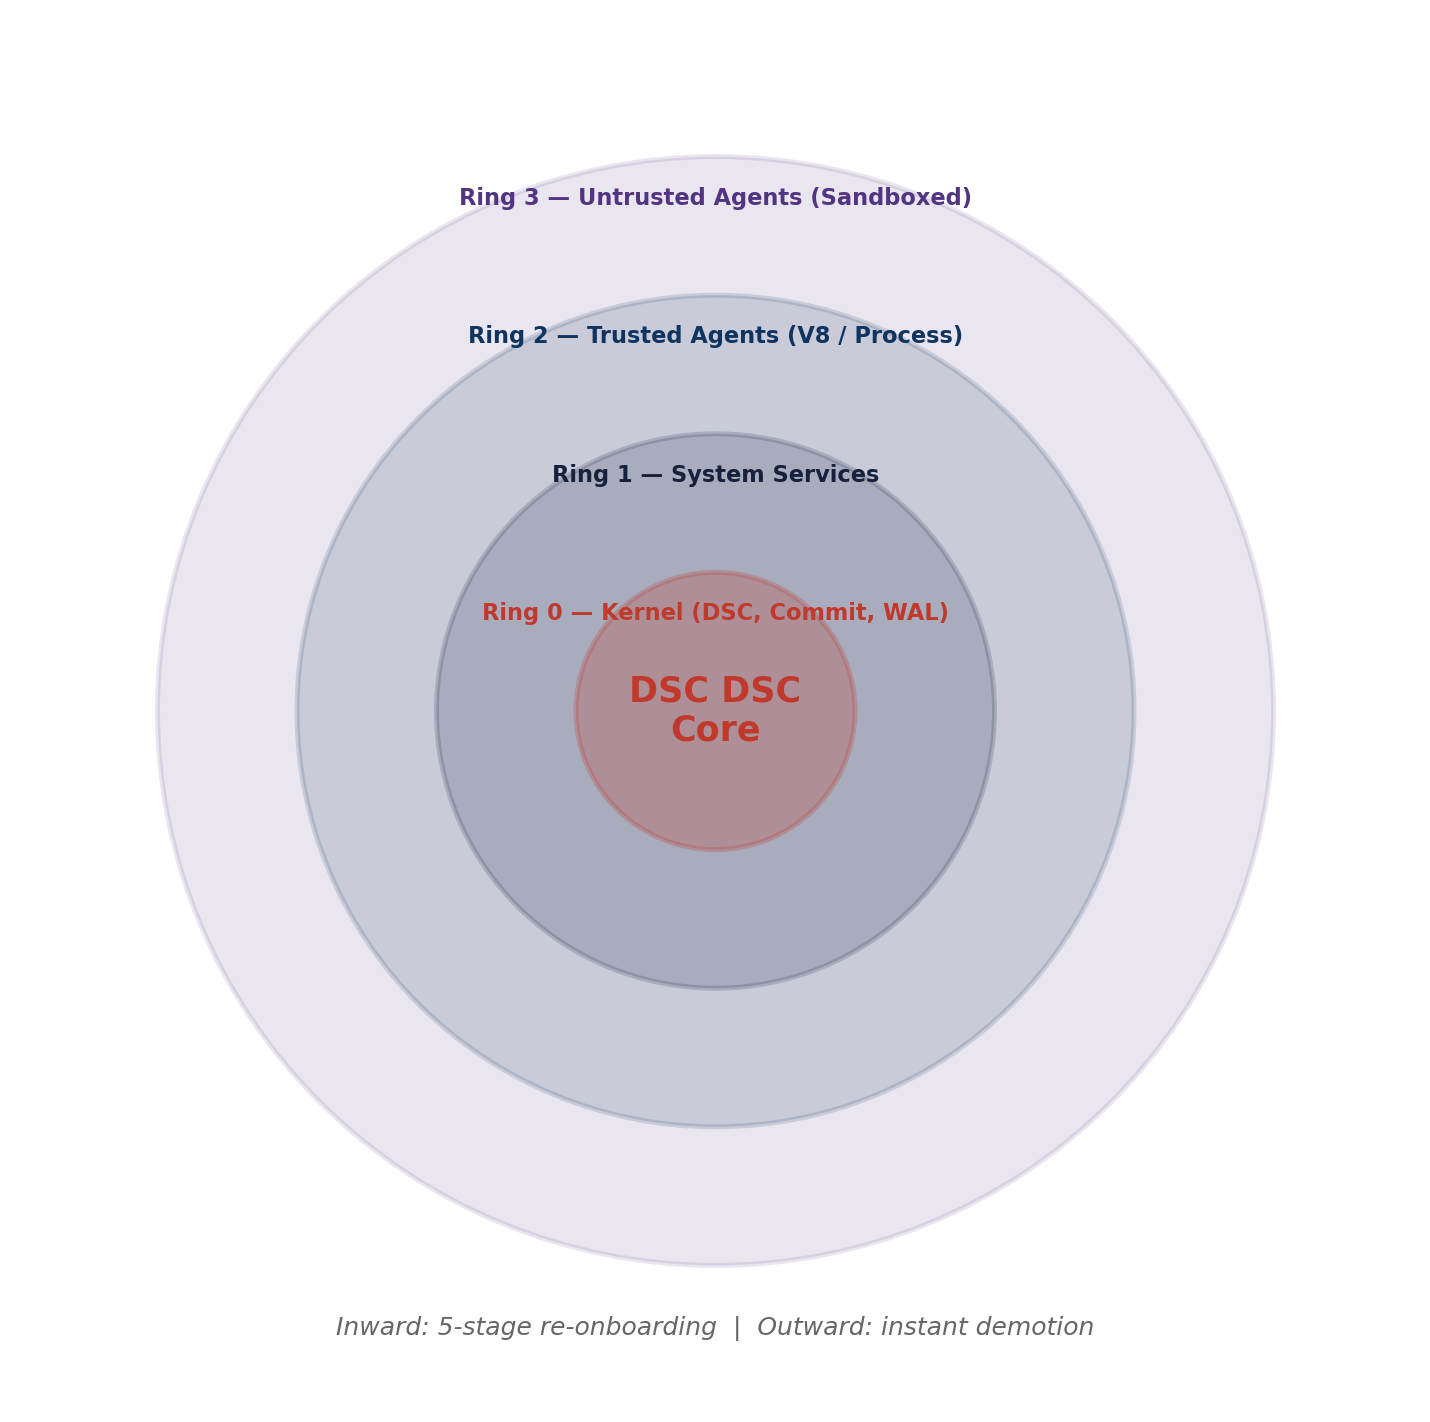 Ring 3 — Untrusted Agents (Sandboxed)
Ring 2 — Trusted Agents (V8 / Process)
Ring 1 — System Services
Ring 0 — Kernel (DSC, Commit, WAL)
DSC DSC
Core
Inward: 5-stage re-onboarding | Outward: instant demotion